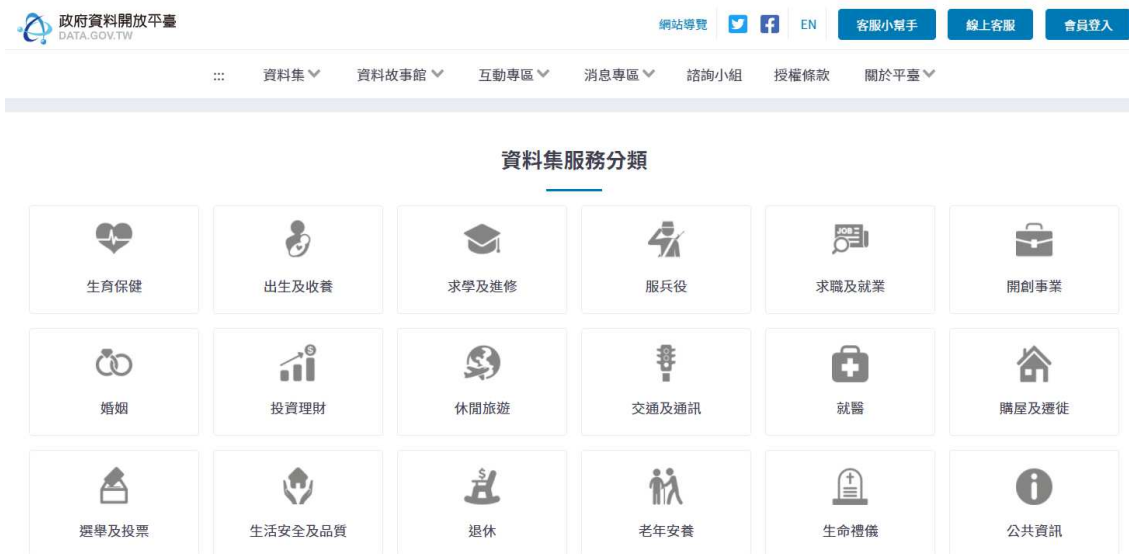 政府資料開放平臺
DATA.GOV.TW
網站導覽 EN 客服小幫手 線上客服 會員登入
::: 資料集 資料故事館 互動專區 消息專區 諮詢小組 授權條款 關於平臺
資料集服務分類
生育保健 出生及收養 求學及進修 服兵役 求職及就業 開創事業
JOB
婚姻 投資理財 休閒旅遊 交通及通訊 就醫 購屋及遷徙
選舉及投票 生活安全及品質 退休 老年安養 生命禮儀 公共資訊